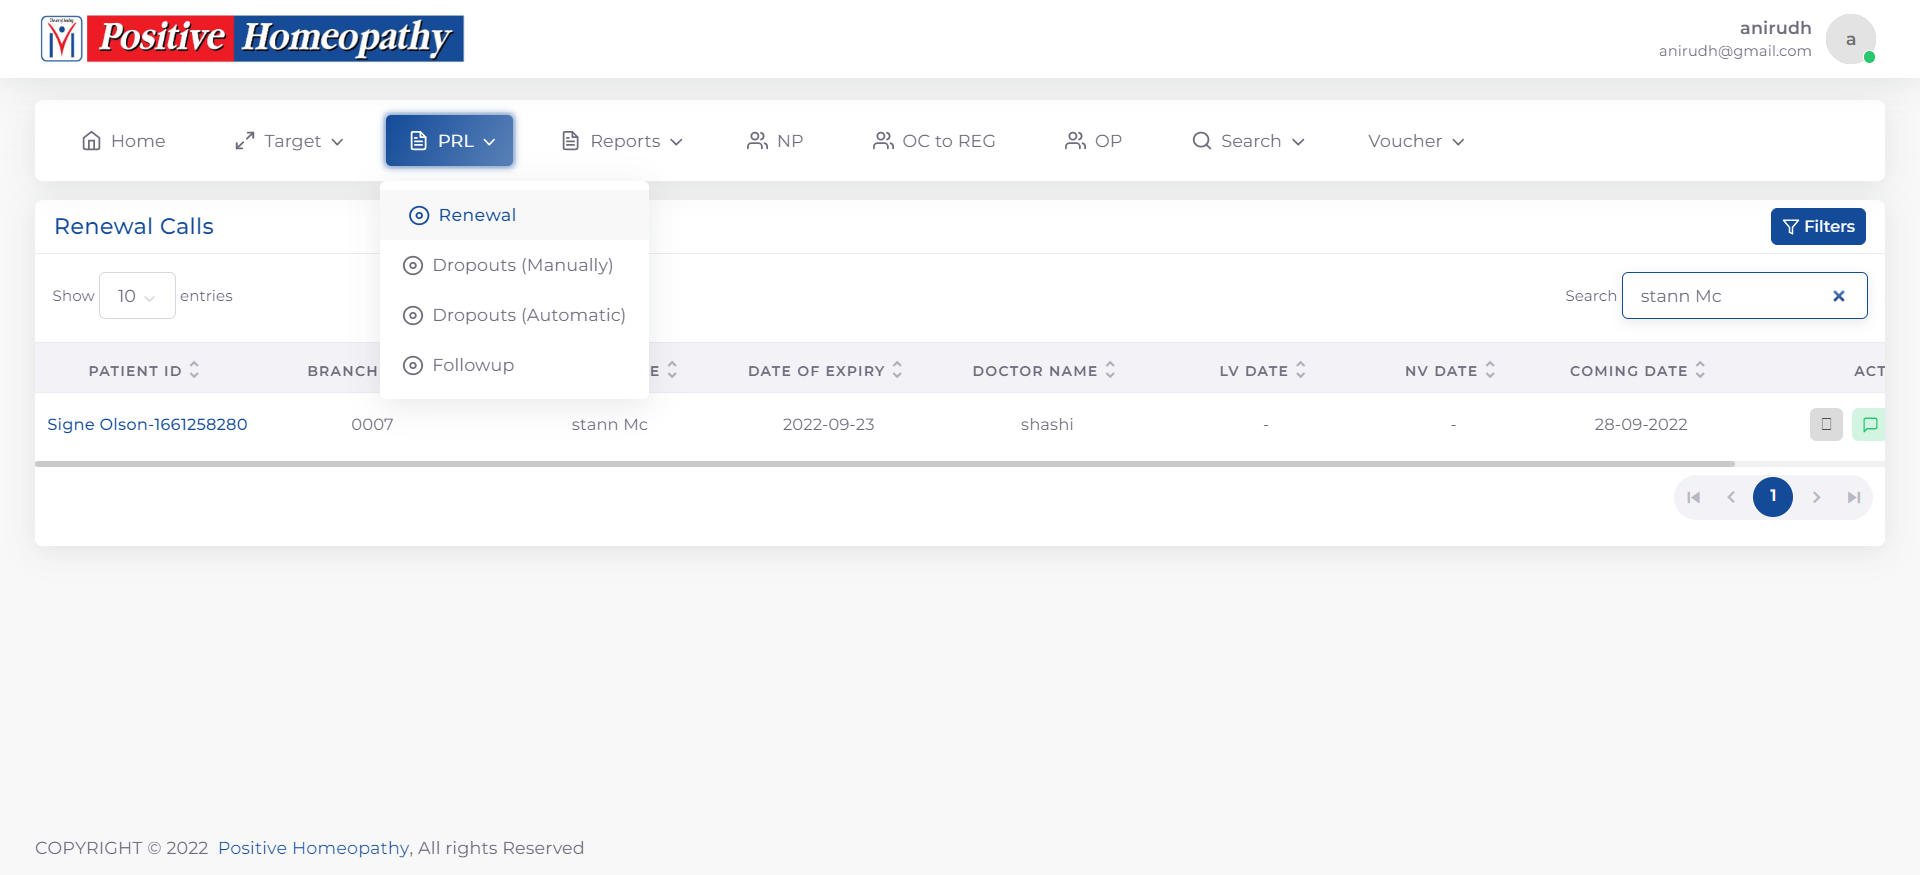 Positive Homeopathy
anirudh
anirudh@gmail.com
a
Home
Target
PRL
Reports
NP
OC to REG
OP
Search
Voucher
Renewal
Dropouts (Manually)
Dropouts (Automatic)
Followup
Renewal Calls
Filters
Show 10 entries
Search stann Mc
PATIENT ID BRANCH E DATE OF EXPIRY DOCTOR NAME LV DATE NV DATE COMING DATE ACT
Signe Olson-1661258280 0007 stann Mc 2022-09-23 shashi - - 28-09-2022
1
COPYRIGHT © 2022 Positive Homeopathy, All rights Reserved